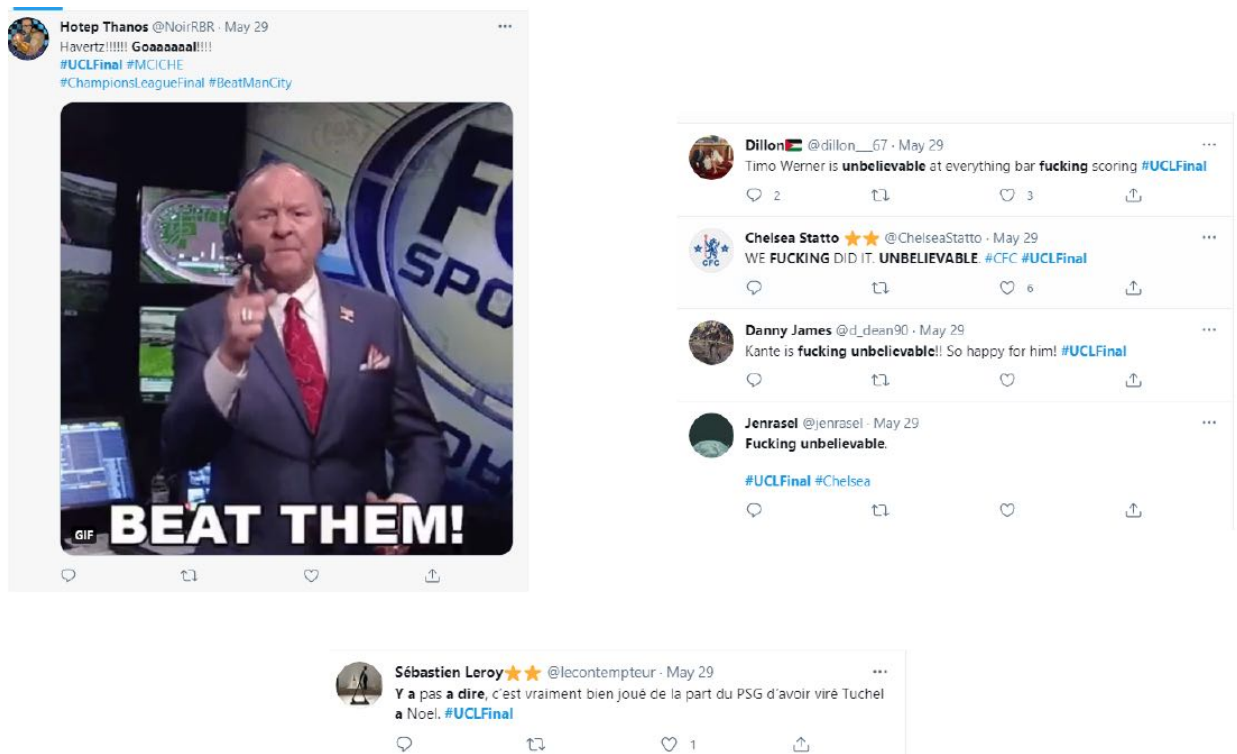 Hotep Thanos @NoirRBR · May 29
Havertz!!!!!! Goaaaaaal!!!!
#UCLFinal #MCICHE
#ChampionsLeagueFinal #BeatManCity
FOX
SPO
BEAT THEM!
GIF
Dillon🇵🇸 @dillon__67 · May 29
Timo Werner is unbelievable at everything bar fucking scoring #UCLFinal
2 3
Chelsea Statto ⭐⭐ @ChelseaStatto · May 29
WE FUCKING DID IT. UNBELIEVABLE. #CFC #UCLFinal
CFC
6
Danny James @d_dean90 · May 29
Kante is fucking unbelievable!! So happy for him! #UCLFinal
Jenrasel @jenrasel · May 29
Fucking unbelievable.
#UCLFinal #Chelsea
Sébastien Leroy⭐⭐ @lecontempteur · May 29
Y a pas a dire, c'est vraiment bien joué de la part du PSG d'avoir viré Tuchel
a Noel. #UCLFinal
1